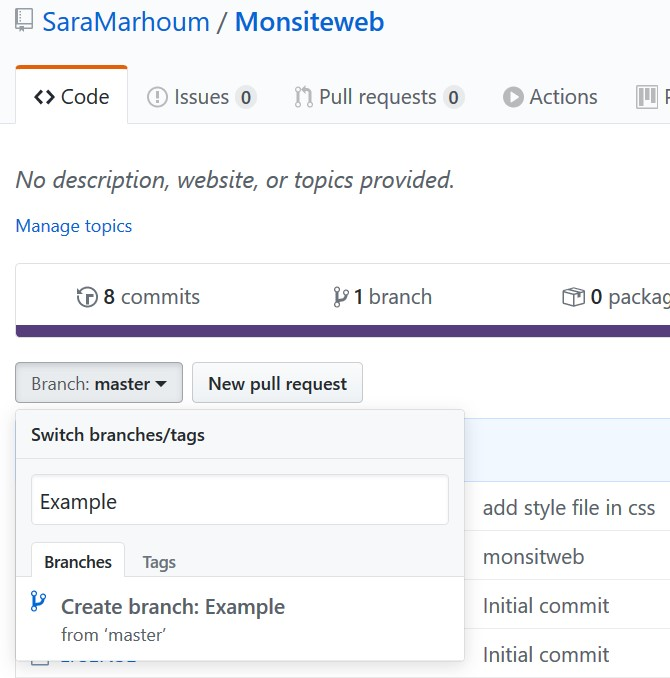 SaraMarhoum / Monsiteweb
Code Issues 0 Pull requests 0 Actions
No description, website, or topics provided.
Manage topics
8 commits 1 branch 0 packag
Branch: master New pull request
Switch branches/tags
Example
add style file in css
Branches Tags
monsitweb
Create branch: Example
Initial commit
from ‘master’
Initial commit